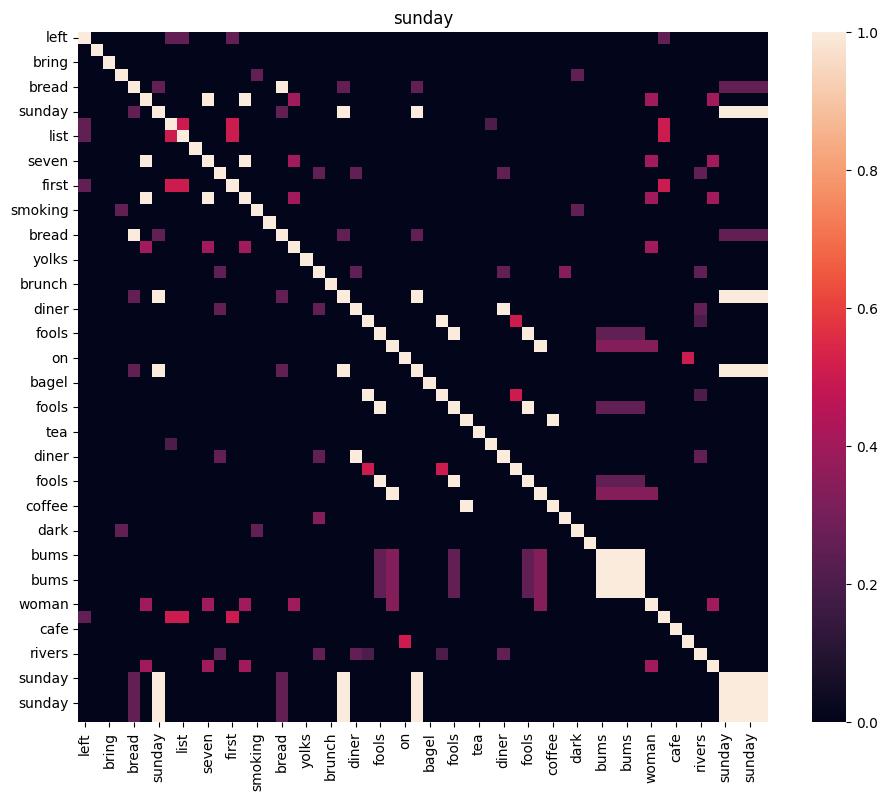 sunday
left
bring
bread
sunday
list
seven
first
smoking
bread
yolks
brunch
diner
fools
on
bagel
fools
tea
diner
fools
coffee
dark
bums
bums
woman
cafe
rivers
sunday
sunday
1.0
0.8
0.6
0.4
0.2
0.0
left
bring
bread
sunday
list
seven
first
smoking
bread
yolks
brunch
diner
fools
on
bagel
fools
tea
diner
fools
coffee
dark
bums
bums
woman
cafe
rivers
sunday
sunday